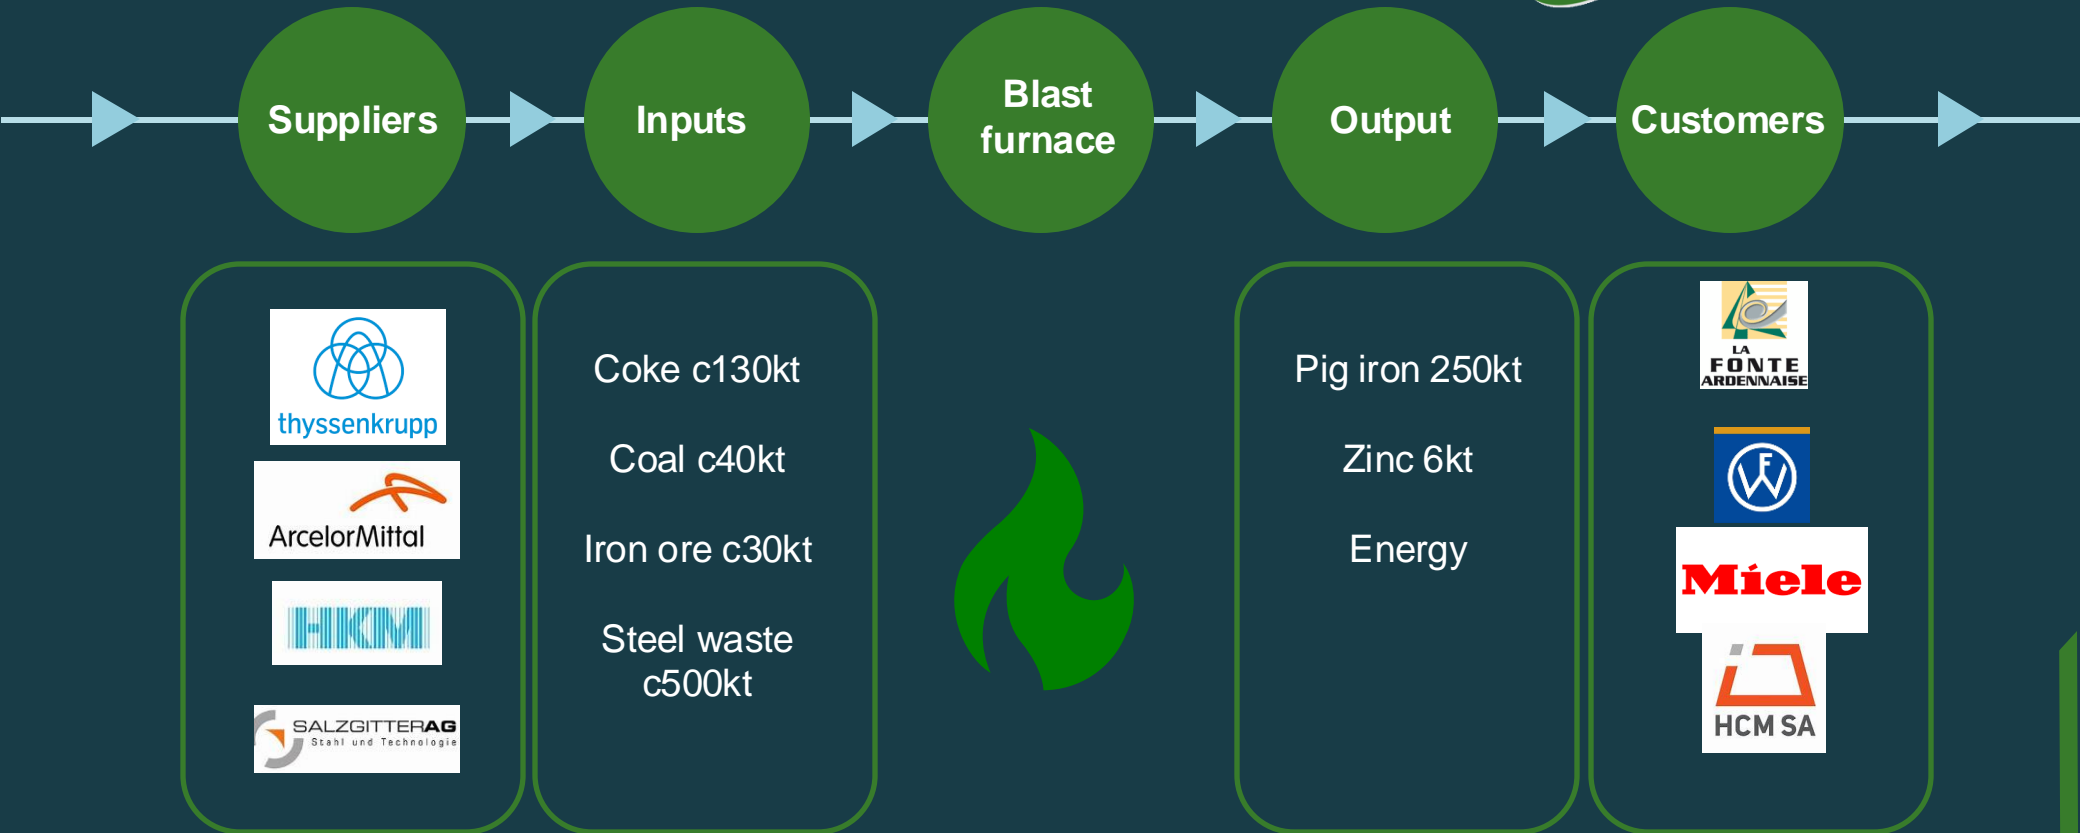 Suppliers
Inputs
Blast
furnace
Output
Customers
thyssenkrupp
ArcelorMittal
HKM
SALZGITTERAG
Stahl und Technologie
Coke c130kt
Coal c40kt
Iron ore c30kt
Steel waste
c500kt
Pig iron 250kt
Zinc 6kt
Energy
LA
FONTE
ARDENNAISE
FW
Miele
HCM SA